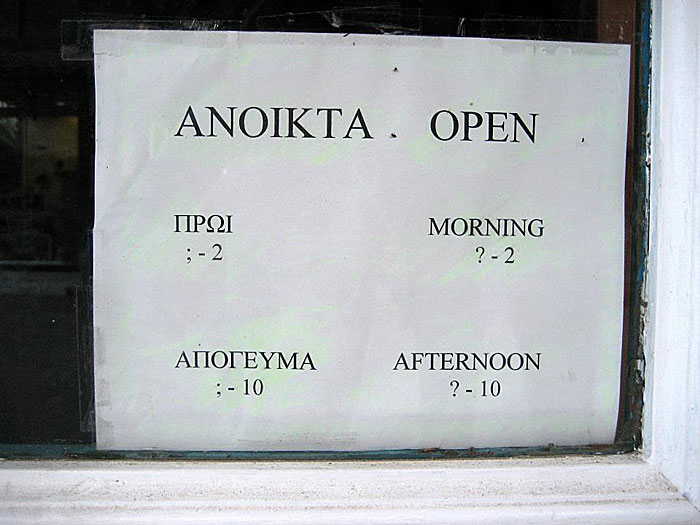 ΑΝΟΙΚΤΑ . OPEN
ΠΡΩΙ MORNING
; - 2 ? - 2
ΑΠΟΓΕΥΜΑ AFTERNOON
; - 10 ? - 10